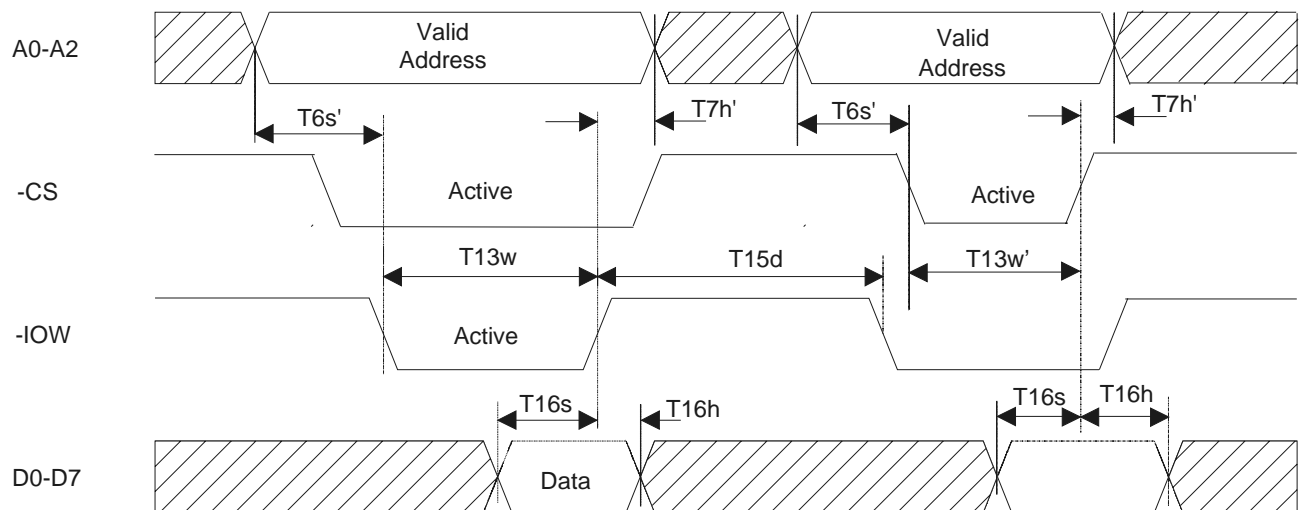 A0-A2
Valid
Address
Valid
Address
T6s'
T7h'
T6s'
T7h'
-CS
Active
Active
T13w
T15d
T13w’
-IOW
Active
T16s
T16h
T16s
T16h
D0-D7
Data